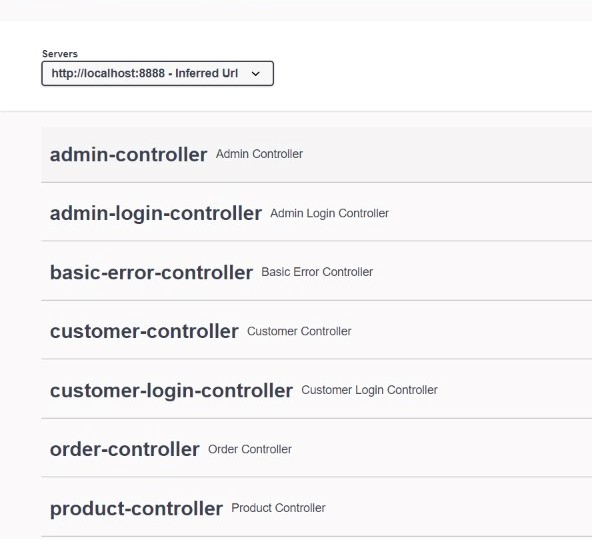 Servers
http://localhost:8888 - Inferred Url
admin-controller Admin Controller
admin-login-controller Admin Login Controller
basic-error-controller Basic Error Controller
customer-controller Customer Controller
customer-login-controller Customer Login Controller
order-controller Order Controller
product-controller Product Controller